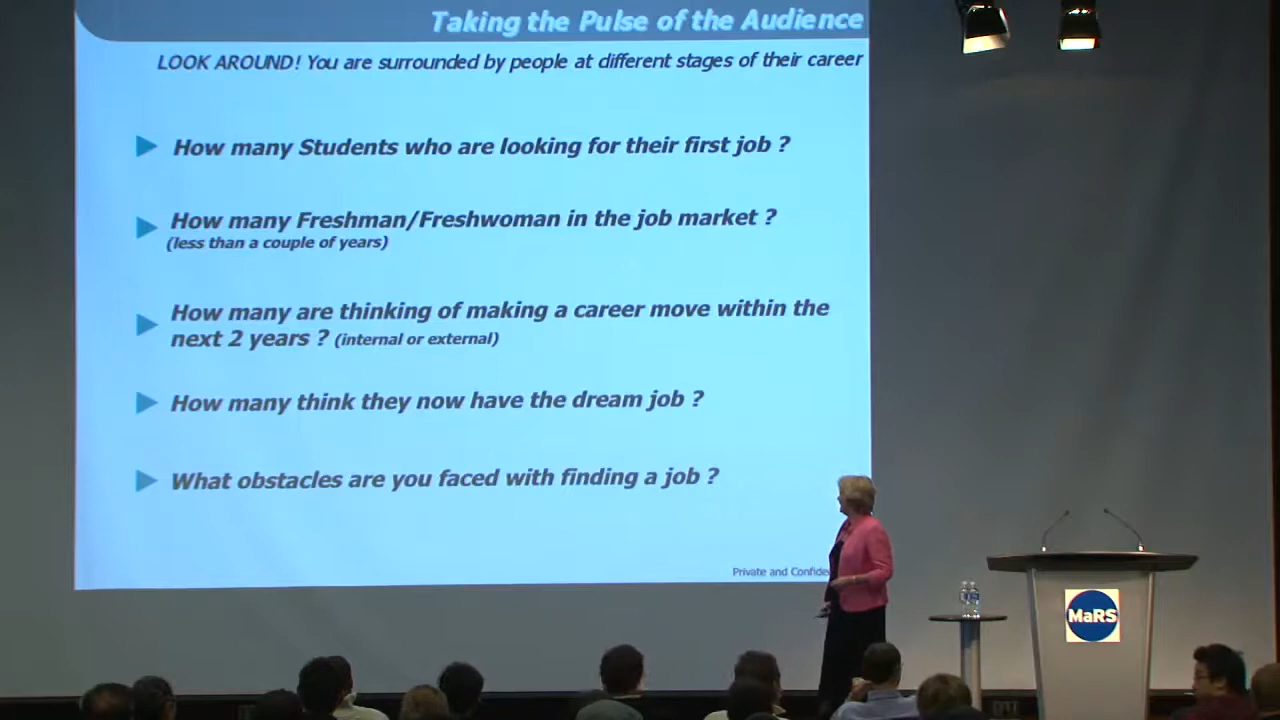 Taking the Pulse of the Audience
LOOK AROUND! You are surrounded by people at different stages of their career
How many Students who are looking for their first job ?
How many Freshman/Freshwoman in the job market ?
(less than a couple of years)
How many are thinking of making a career move within the
next 2 years ? (internal or external)
How many think they now have the dream job ?
What obstacles are you faced with finding a job ?
Private and
MaRS